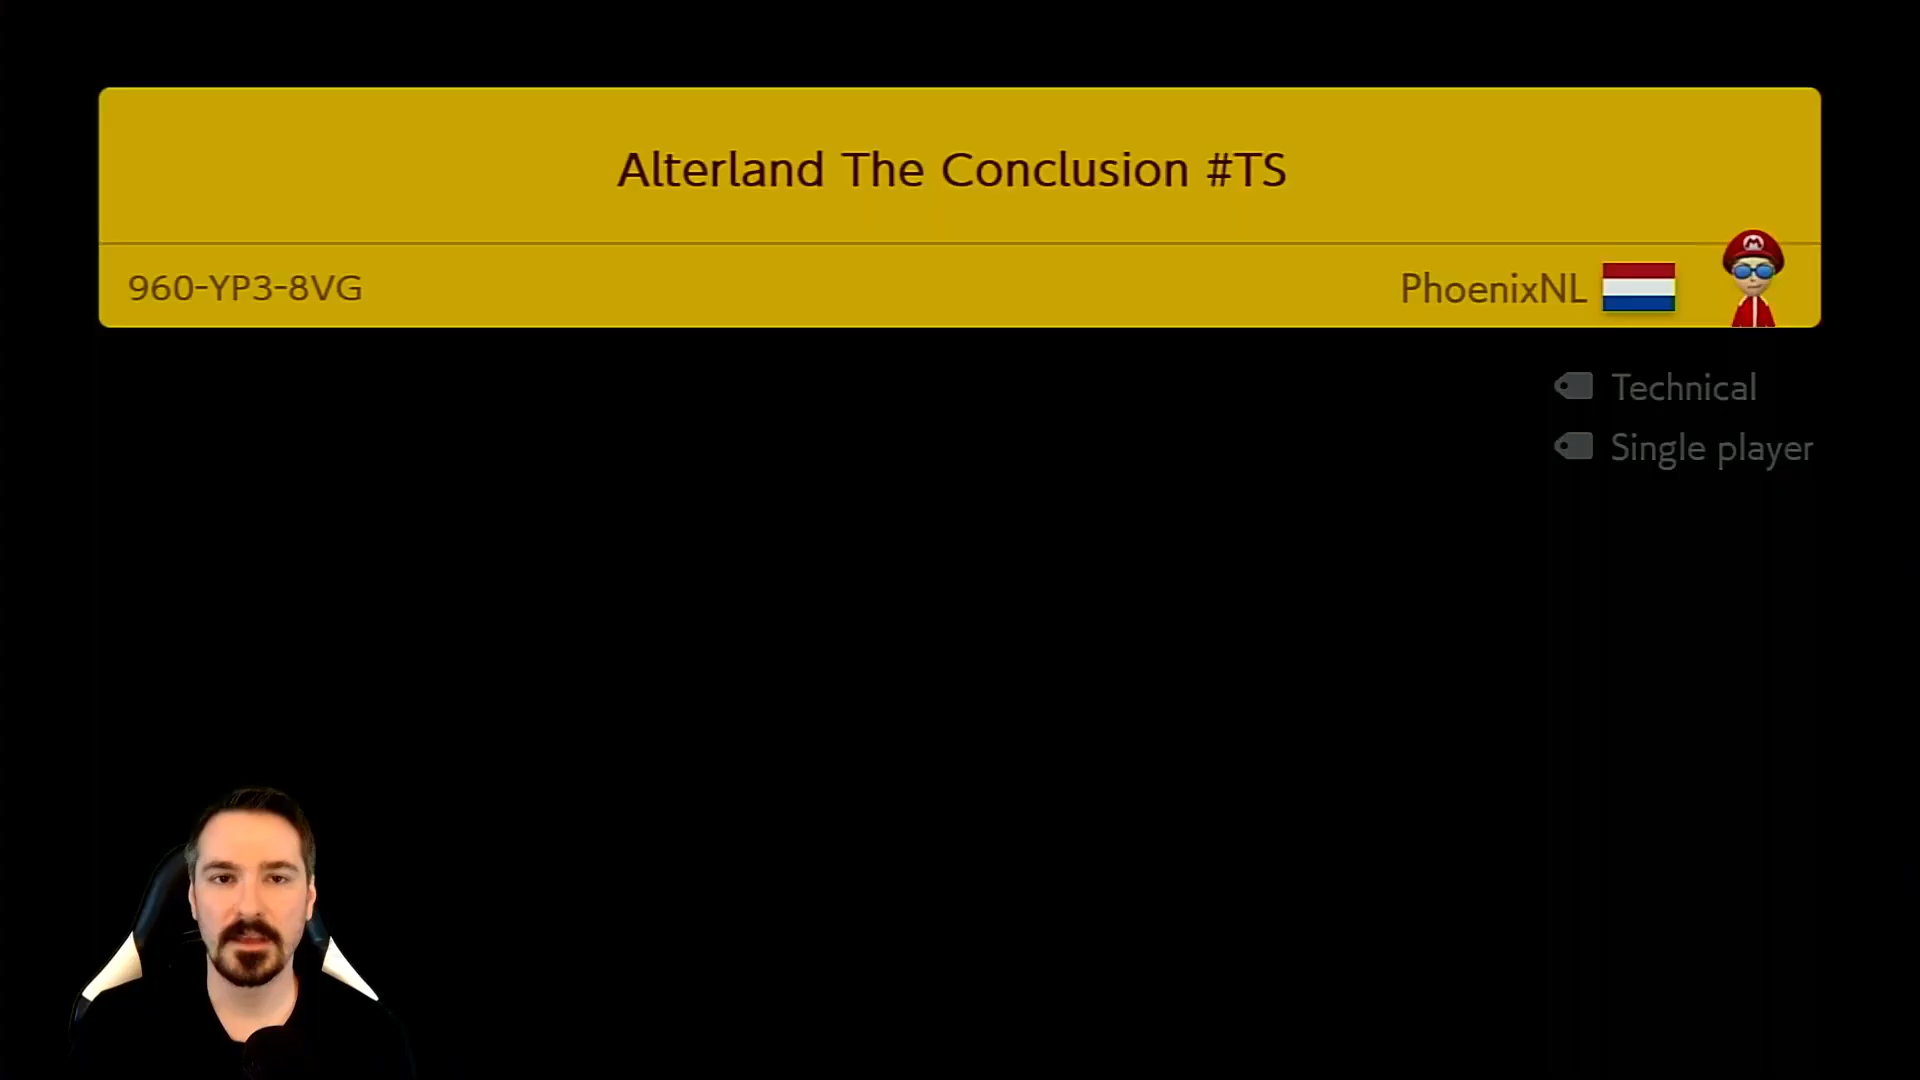 Alterland The Conclusion #TS
960-YP3-8VG
PhoenixNL
Technical
Single player